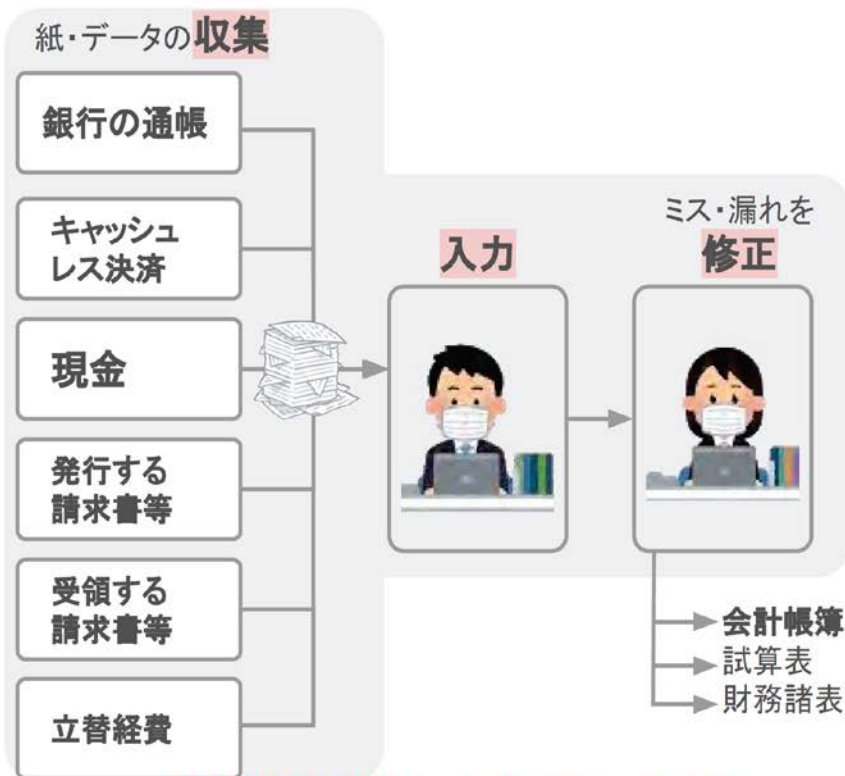 紙・データの収集
銀行の通帳
キャッシュ
レス決済
現金
発行する
請求書等
受領する
請求書等
立替経費
入力
ミス・漏れを
修正
会計帳簿
試算表
財務諸表